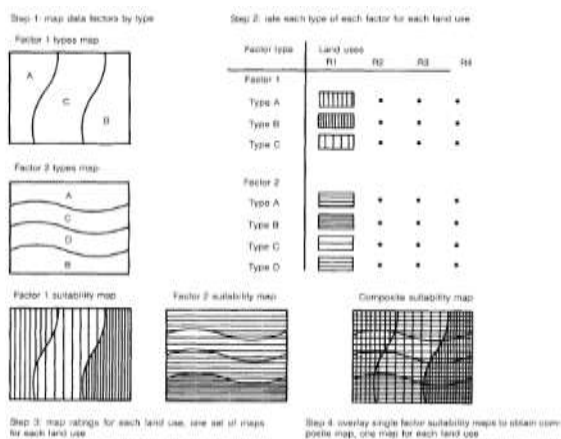 Step 1: map data factors by type
Factor 1 types map
A
C
B
Factor 2 types map
A
C
D
B
Step 2: rate each type of each factor for each land use
Factor type Land uses
R1 R2 R3 R4
Factor 1
Type A
Type B
Type C
Factor 2
Type A
Type B
Type C
Type D
Factor 1 suitability map
Factor 2 suitability map
Composite suitability map
Step 3: map ratings for each land use, one set of maps
for each land use
Step 4: overlay single factor suitability maps to obtain com-
posite map, one map for each land use